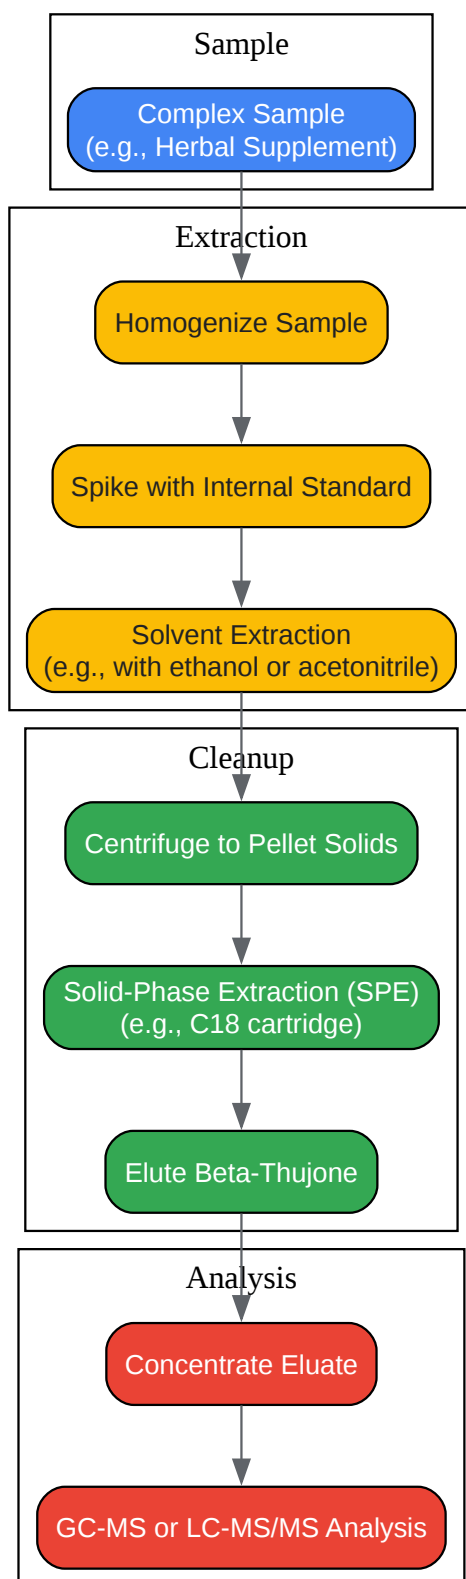 Sample
Complex Sample
(e.g., Herbal Supplement)
Extraction
Homogenize Sample
Spike with Internal Standard
Solvent Extraction
(e.g., with ethanol or acetonitrile)
Cleanup
Centrifuge to Pellet Solids
Solid-Phase Extraction (SPE)
(e.g., C18 cartridge)
Elute Beta-Thujone
Analysis
Concentrate Eluate
GC-MS or LC-MS/MS Analysis